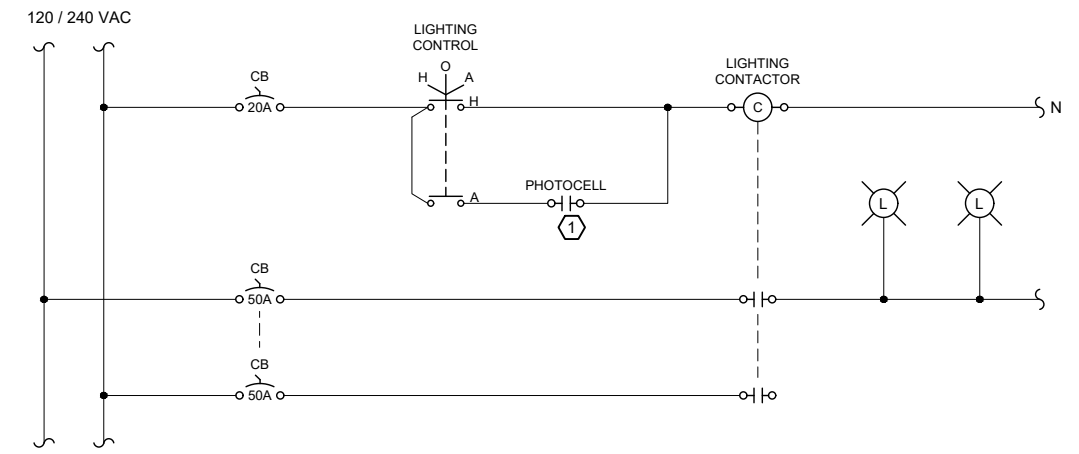 120 / 240 VAC
LIGHTING
CONTROL
O
H A
CB
20A
H
LIGHTING
CONTACTOR
C
N
A
PHOTOCELL
1
L L
CB
50A
CB
50A